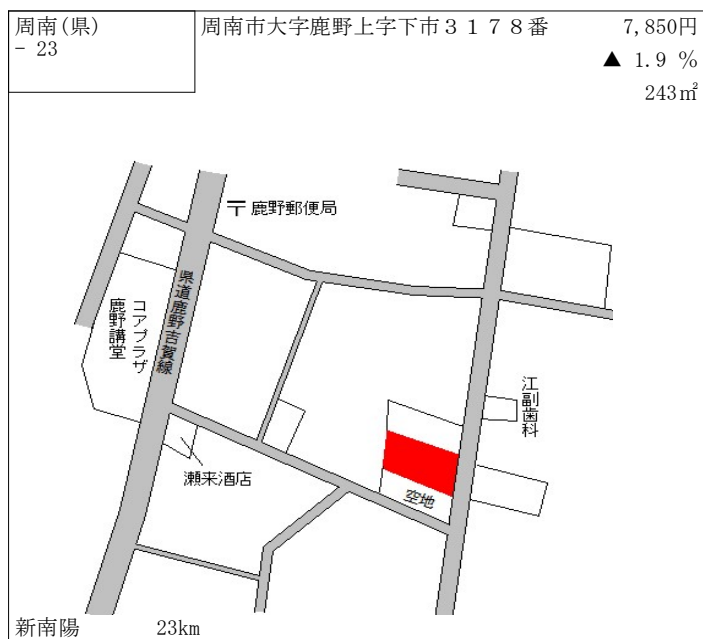 周南(県)
- 23
周南市大字鹿野上字下市３１７８番
7,850円
▲ 1.9 %
243㎡
〒鹿野郵便局
県道鹿野吉賀線
コアプラザ
鹿野講堂
江副歯科
瀬来酒店
空地
新南陽 23km